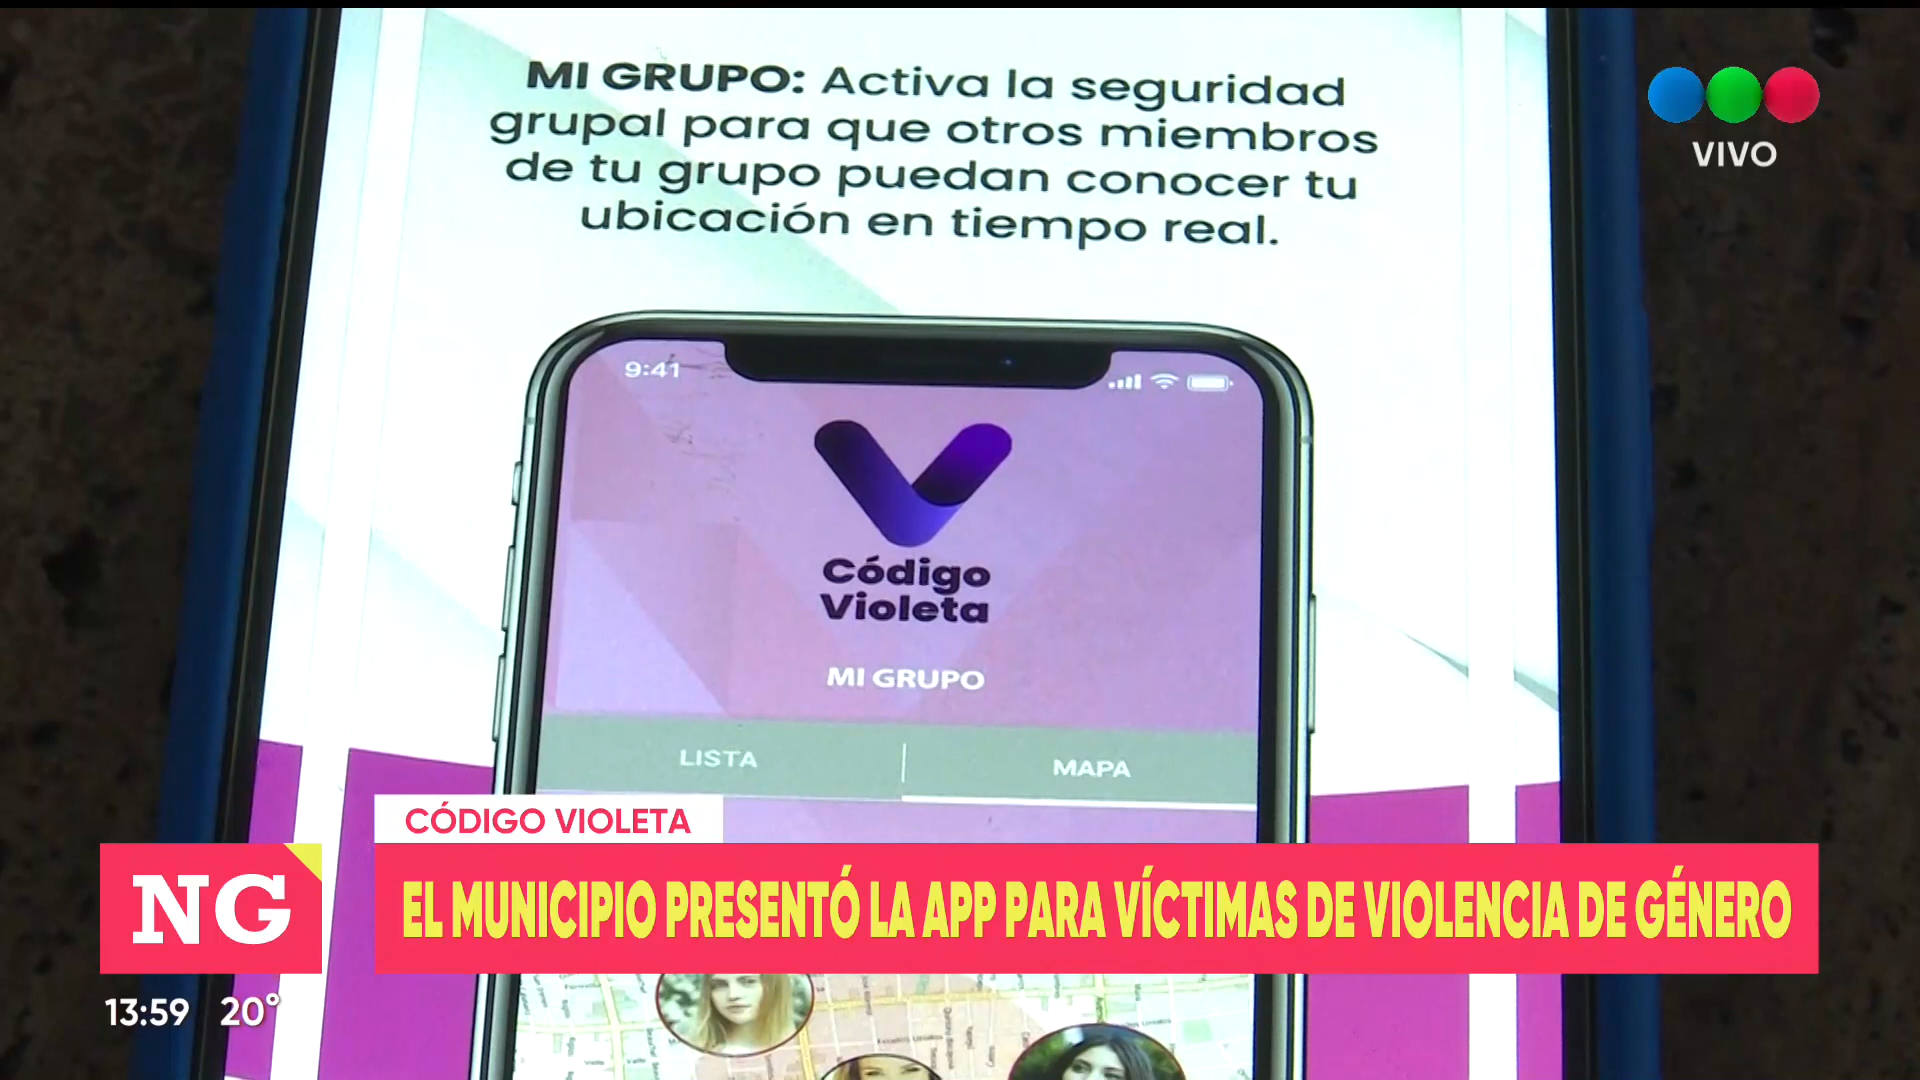 MI GRUPO: Activa la seguridad
grupal para que otros miembros
de tu grupo puedan conocer tu
ubicación en tiempo real.
VIVO
9:41
Código
Violeta
MI GRUPO
LISTA
MAPA
CÓDIGO VIOLETA
NG
EL MUNICIPIO PRESENTÓ LA APP PARA VÍCTIMAS DE VIOLENCIA DE GÉNERO
13:59 20°